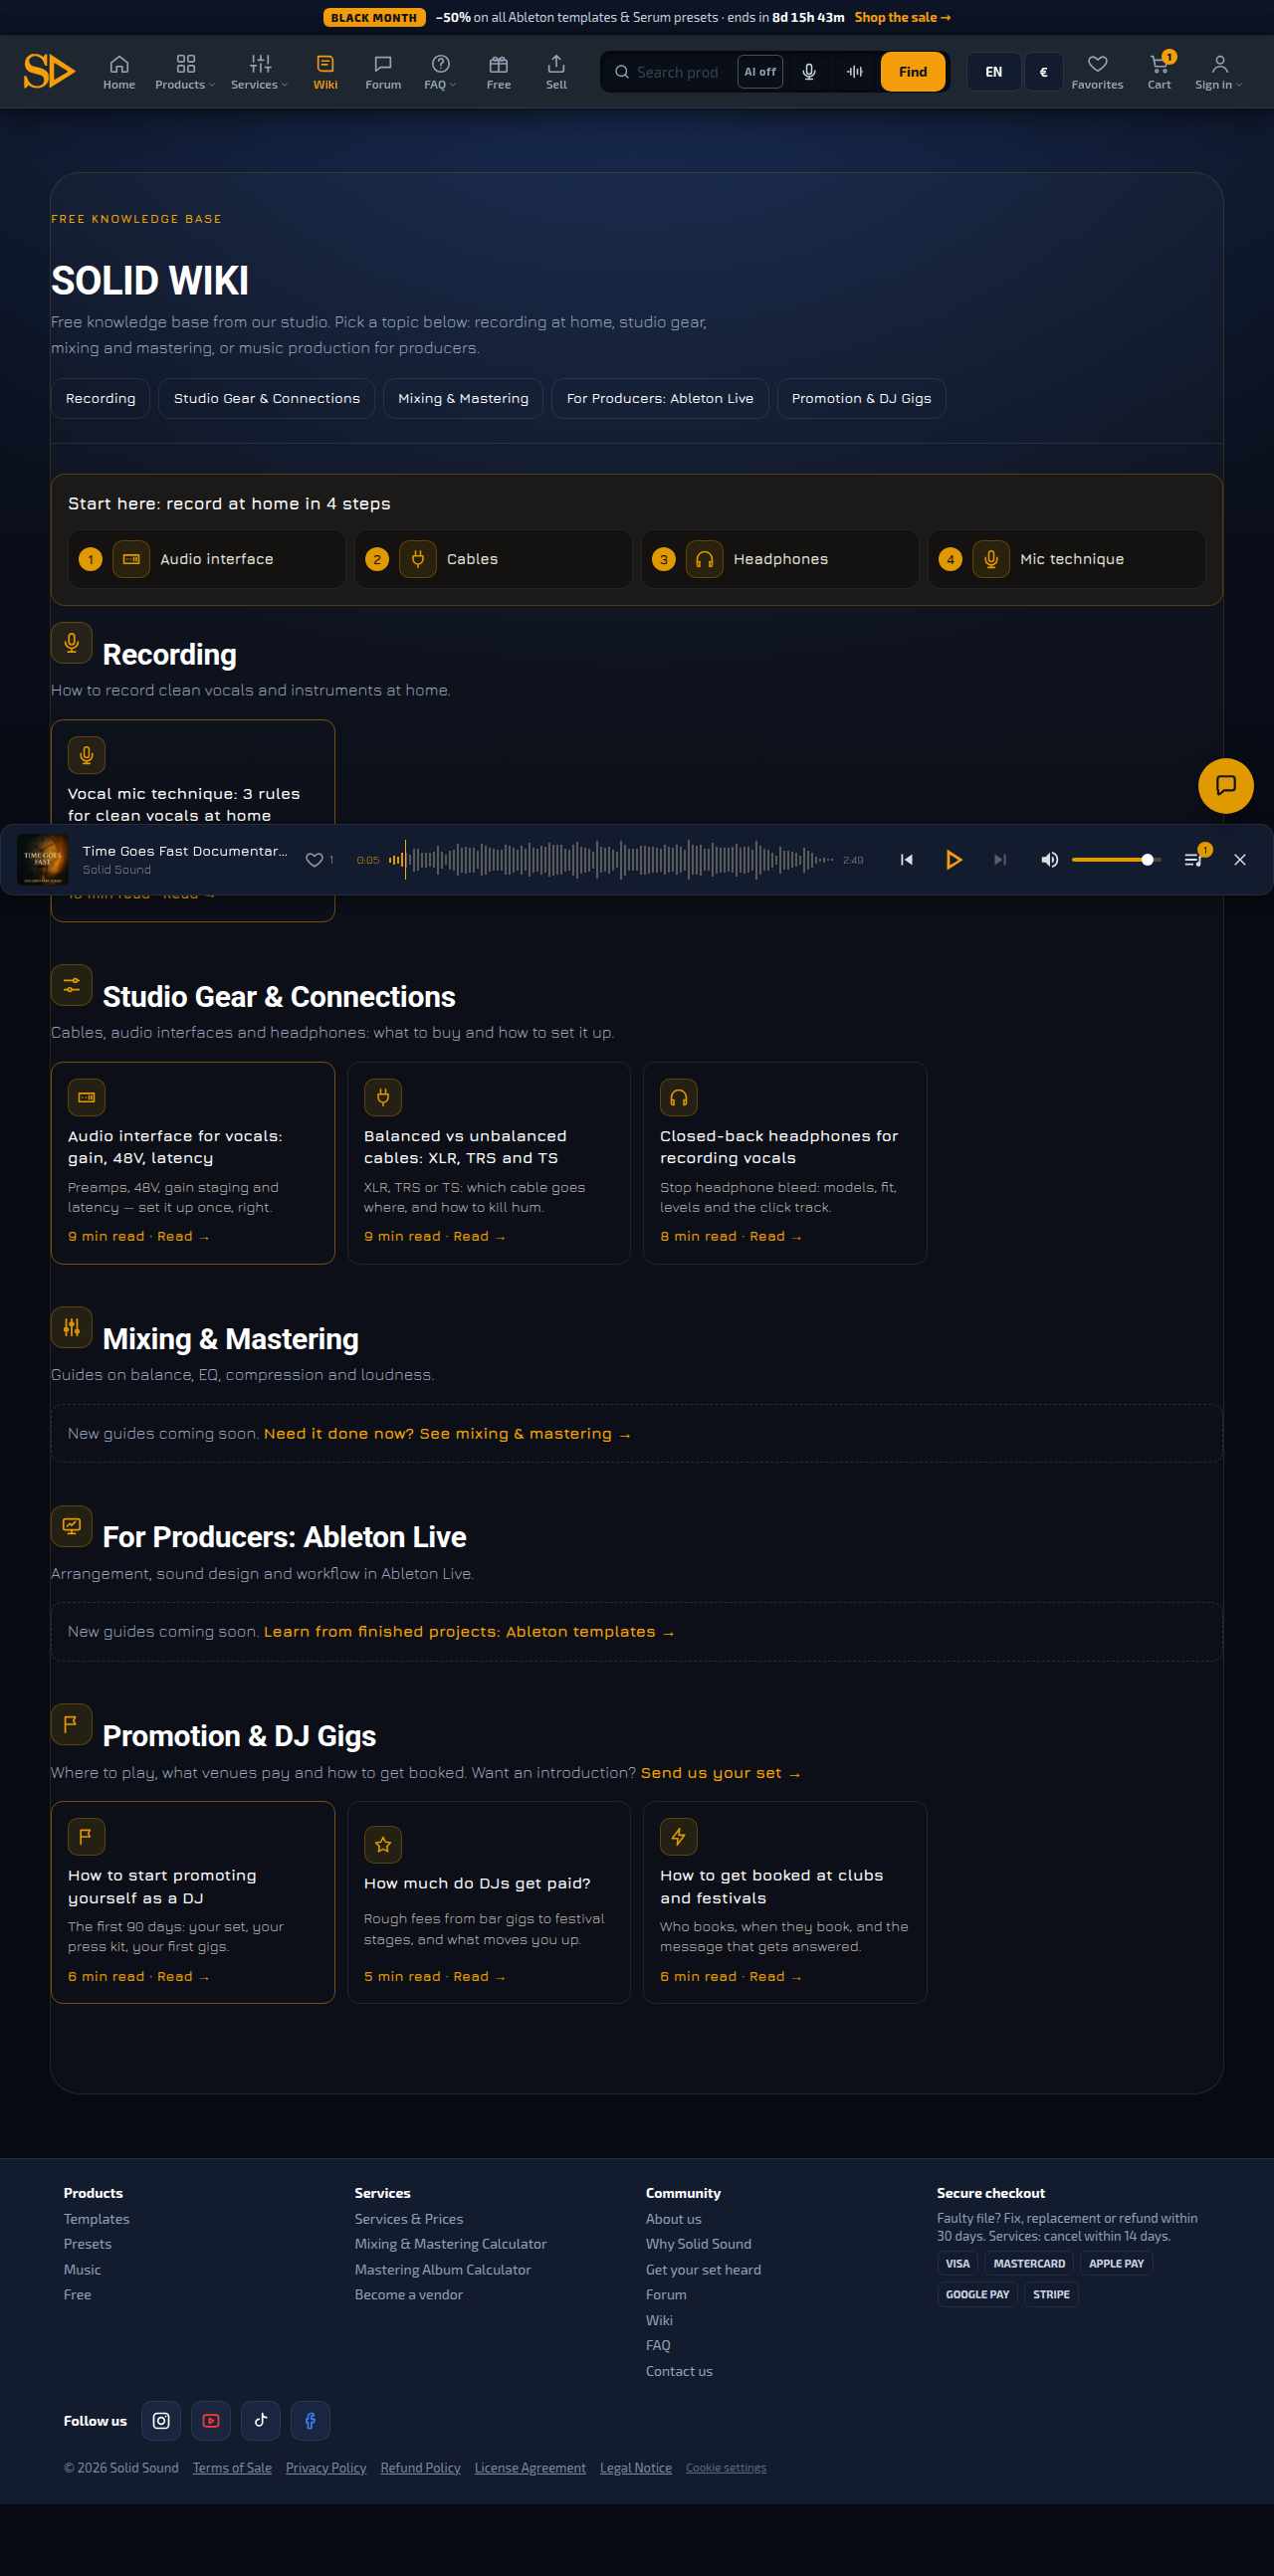 BLACK MONTH −50% on all Ableton templates & Serum presets · ends in 8d 15h 43m Shop the sale →
Home Products Services Wiki Forum FAQ Free Sell Search prod AI off Find EN € Favorites Cart 1 Sign in
FREE KNOWLEDGE BASE
SOLID WIKI
Free knowledge base from our studio. Pick a topic below: recording at home, studio gear,
mixing and mastering, or music production for producers.
Recording Studio Gear & Connections Mixing & Mastering For Producers: Ableton Live Promotion & DJ Gigs
Start here: record at home in 4 steps
1 Audio interface 2 Cables 3 Headphones 4 Mic technique
Recording
How to record clean vocals and instruments at home.
Vocal mic technique: 3 rules
for clean vocals at home
TIME GOES
FAST
Time Goes Fast Documentar...
Solid Sound
1 0:05 2:49 1
Studio Gear & Connections
Cables, audio interfaces and headphones: what to buy and how to set it up.
Audio interface for vocals:
gain, 48V, latency
Preamps, 48V, gain staging and
latency — set it up once, right.
9 min read · Read →
Balanced vs unbalanced
cables: XLR, TRS and TS
XLR, TRS or TS: which cable goes
where, and how to kill hum.
9 min read · Read →
Closed-back headphones for
recording vocals
Stop headphone bleed: models, fit,
levels and the click track.
8 min read · Read →
Mixing & Mastering
Guides on balance, EQ, compression and loudness.
New guides coming soon. Need it done now? See mixing & mastering →
For Producers: Ableton Live
Arrangement, sound design and workflow in Ableton Live.
New guides coming soon. Learn from finished projects: Ableton templates →
Promotion & DJ Gigs
Where to play, what venues pay and how to get booked. Want an introduction? Send us your set →
How to start promoting
yourself as a DJ
The first 90 days: your set, your
press kit, your first gigs.
6 min read · Read →
How much do DJs get paid?
Rough fees from bar gigs to festival
stages, and what moves you up.
5 min read · Read →
How to get booked at clubs
and festivals
Who books, when they book, and the
message that gets answered.
6 min read · Read →
Products
Templates
Presets
Music
Free
Services
Services & Prices
Mixing & Mastering Calculator
Mastering Album Calculator
Become a vendor
Community
About us
Why Solid Sound
Get your set heard
Forum
Wiki
FAQ
Contact us
Secure checkout
Faulty file? Fix, replacement or refund within
30 days. Services: cancel within 14 days.
VISA MASTERCARD APPLE PAY
GOOGLE PAY STRIPE
Follow us
© 2026 Solid Sound Terms of Sale Privacy Policy Refund Policy License Agreement Legal Notice Cookie settings